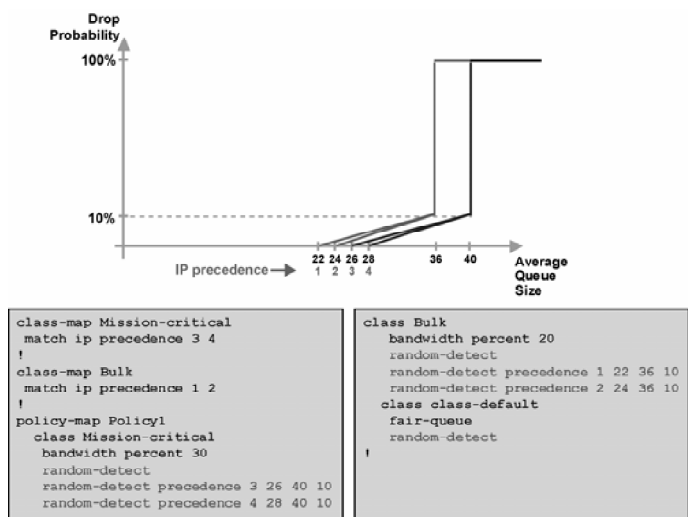 Drop
Probability
100%
10%
22 24 26 28 36 40
IP precedence 1 2 3 4
Average
Queue
Size
class-map Mission-critical
match ip precedence 3 4
!
class-map Bulk
match ip precedence 1 2
!
policy-map Policy1
class Mission-critical
bandwidth percent 30
random-detect
random-detect precedence 3 26 40 10
random-detect precedence 4 28 40 10
class Bulk
bandwidth percent 20
random-detect
random-detect precedence 1 22 36 10
random-detect precedence 2 24 36 10
class class-default
fair-queue
random-detect
!